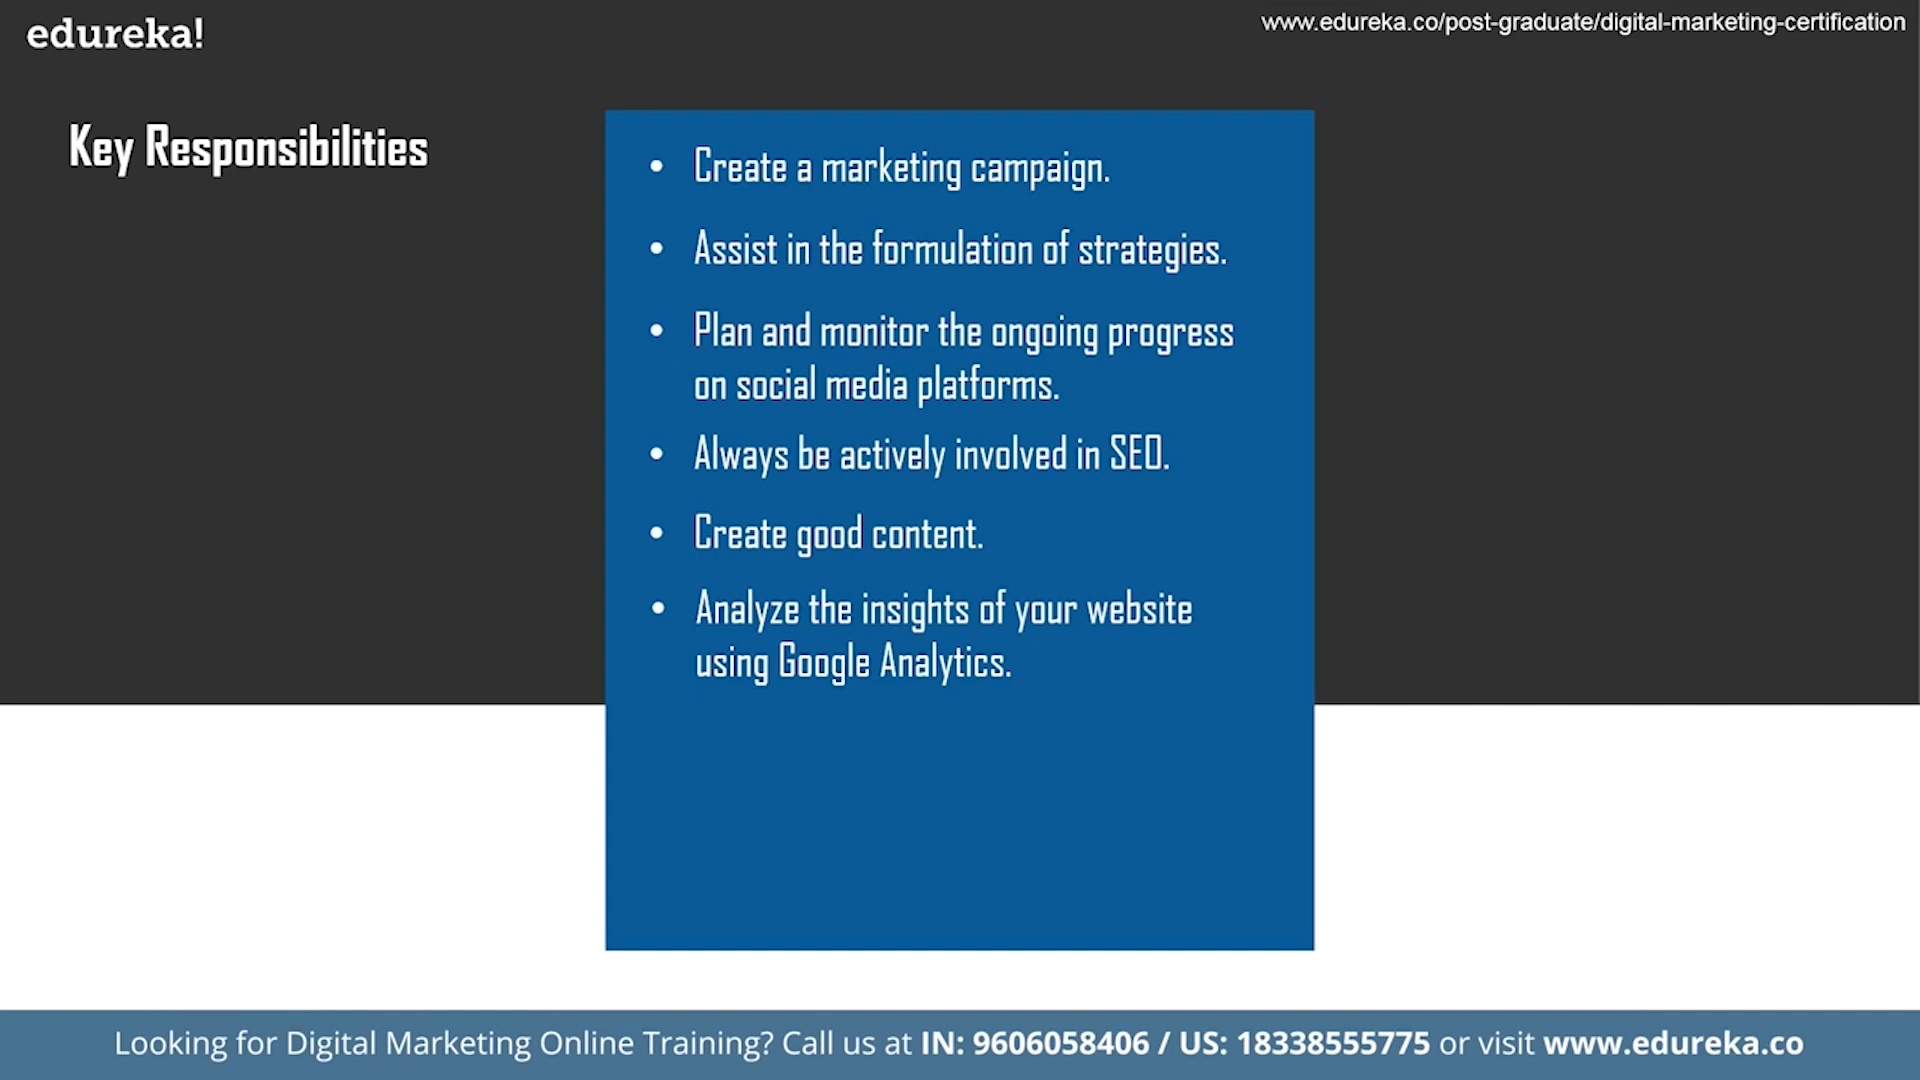 edureka!
www.edureka.co/post-graduate/digital-marketing-certification
Key Responsibilities
• Create a marketing campaign.
• Assist in the formulation of strategies.
• Plan and monitor the ongoing progress
on social media platforms.
• Always be actively involved in SEO.
• Create good content.
• Analyze the insights of your website
using Google Analytics.
Looking for Digital Marketing Online Training? Call us at IN: 9606058406 / US: 18338555775 or visit www.edureka.co